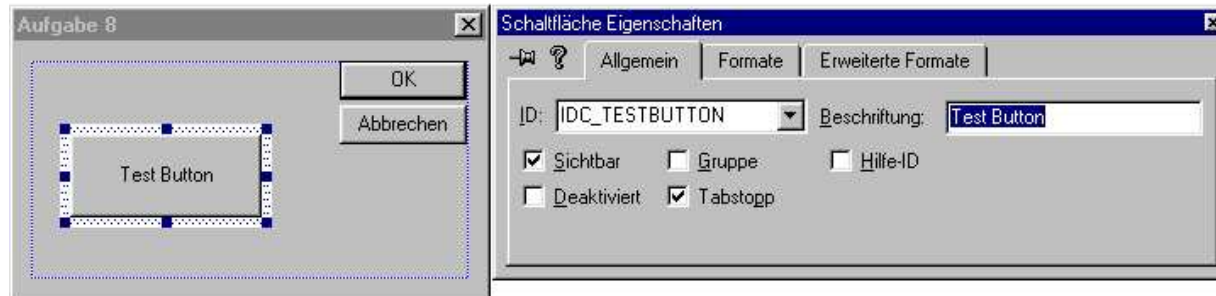 Aufgabe 8
OK
Abbrechen
Test Button
Schaltfläche Eigenschaften
Allgemein Formate Erweiterte Formate
ID: IDC_TESTBUTTON Beschriftung: Test Button
Sichtbar Gruppe Hilfe-ID
Deaktiviert Tabstopp